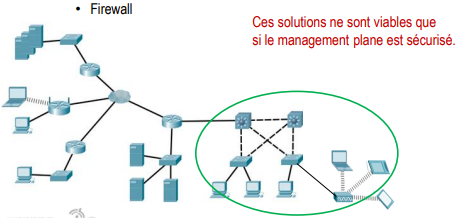 • Firewall
Ces solutions ne sont viables que
si le management plane est sécurisé.